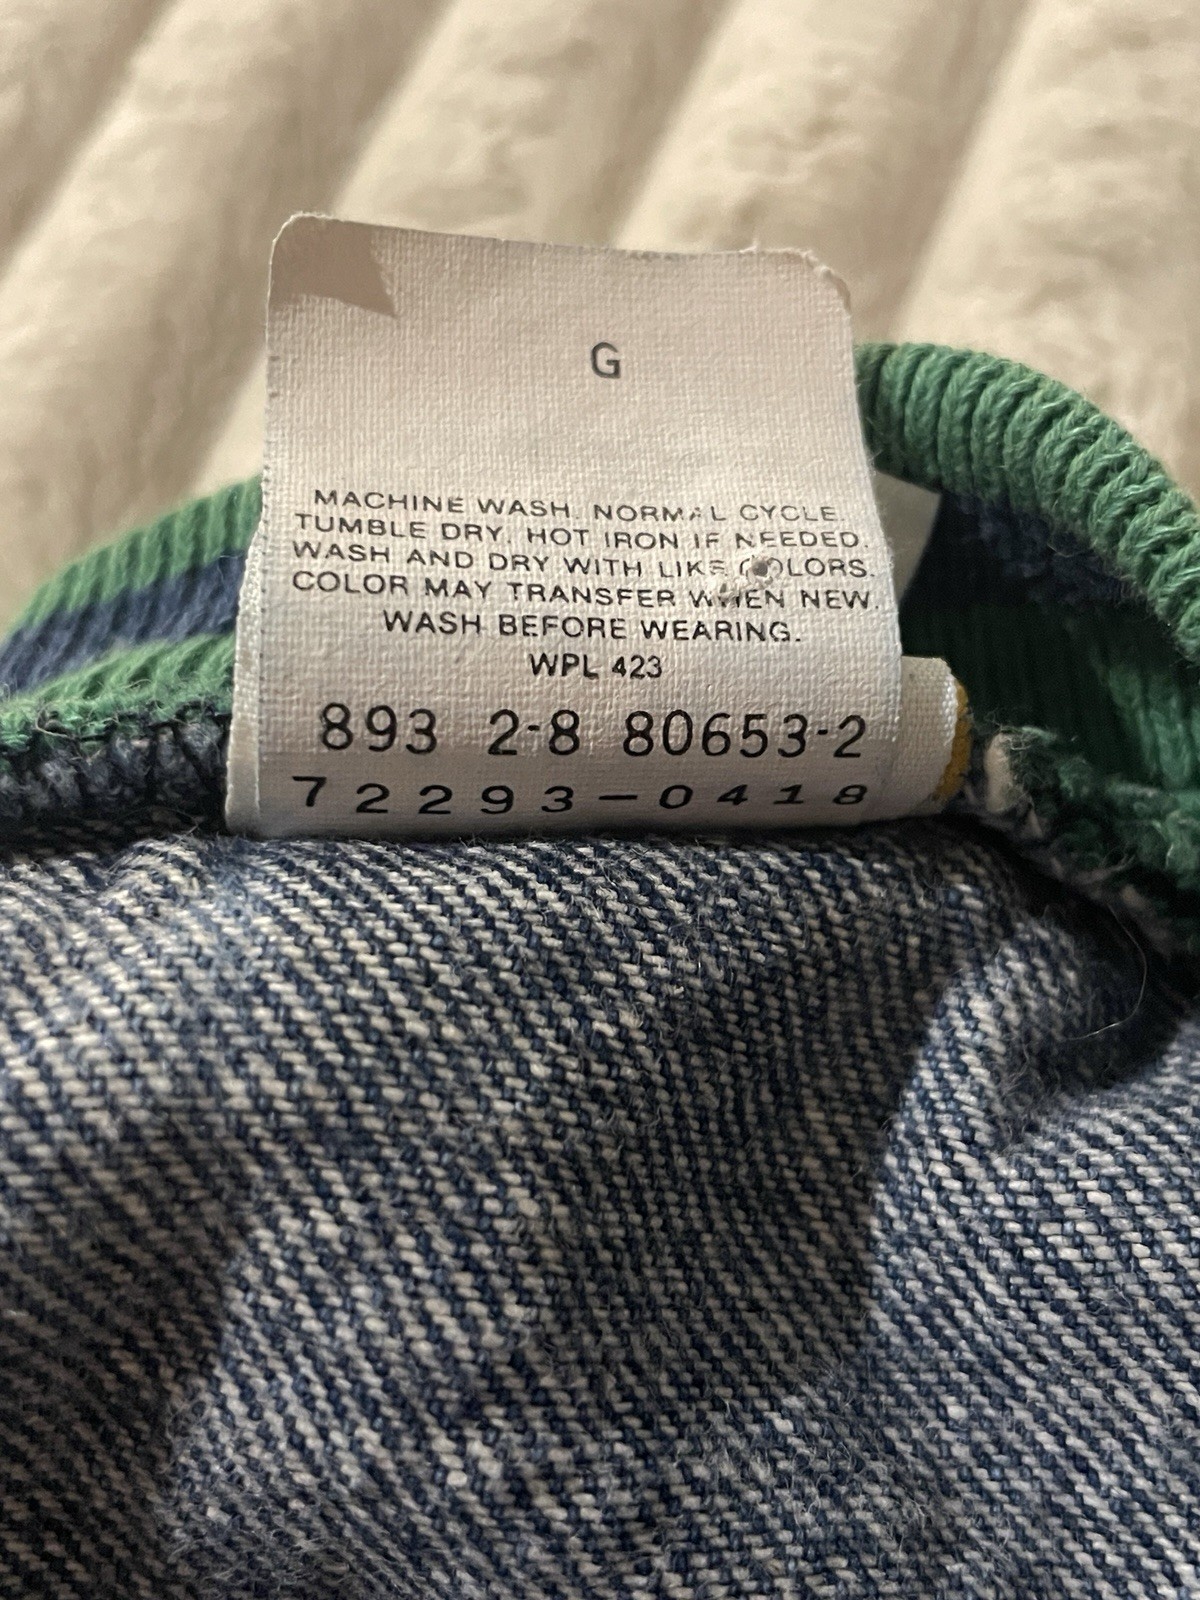 G
MACHINE WASH. NORMAL CYCLE.
TUMBLE DRY. HOT IRON IF NEEDED.
WASH AND DRY WITH LIKE COLORS.
COLOR MAY TRANSFER WHEN NEW.
WASH BEFORE WEARING.
WPL 423
893 2-8 80653-2
72293-0418